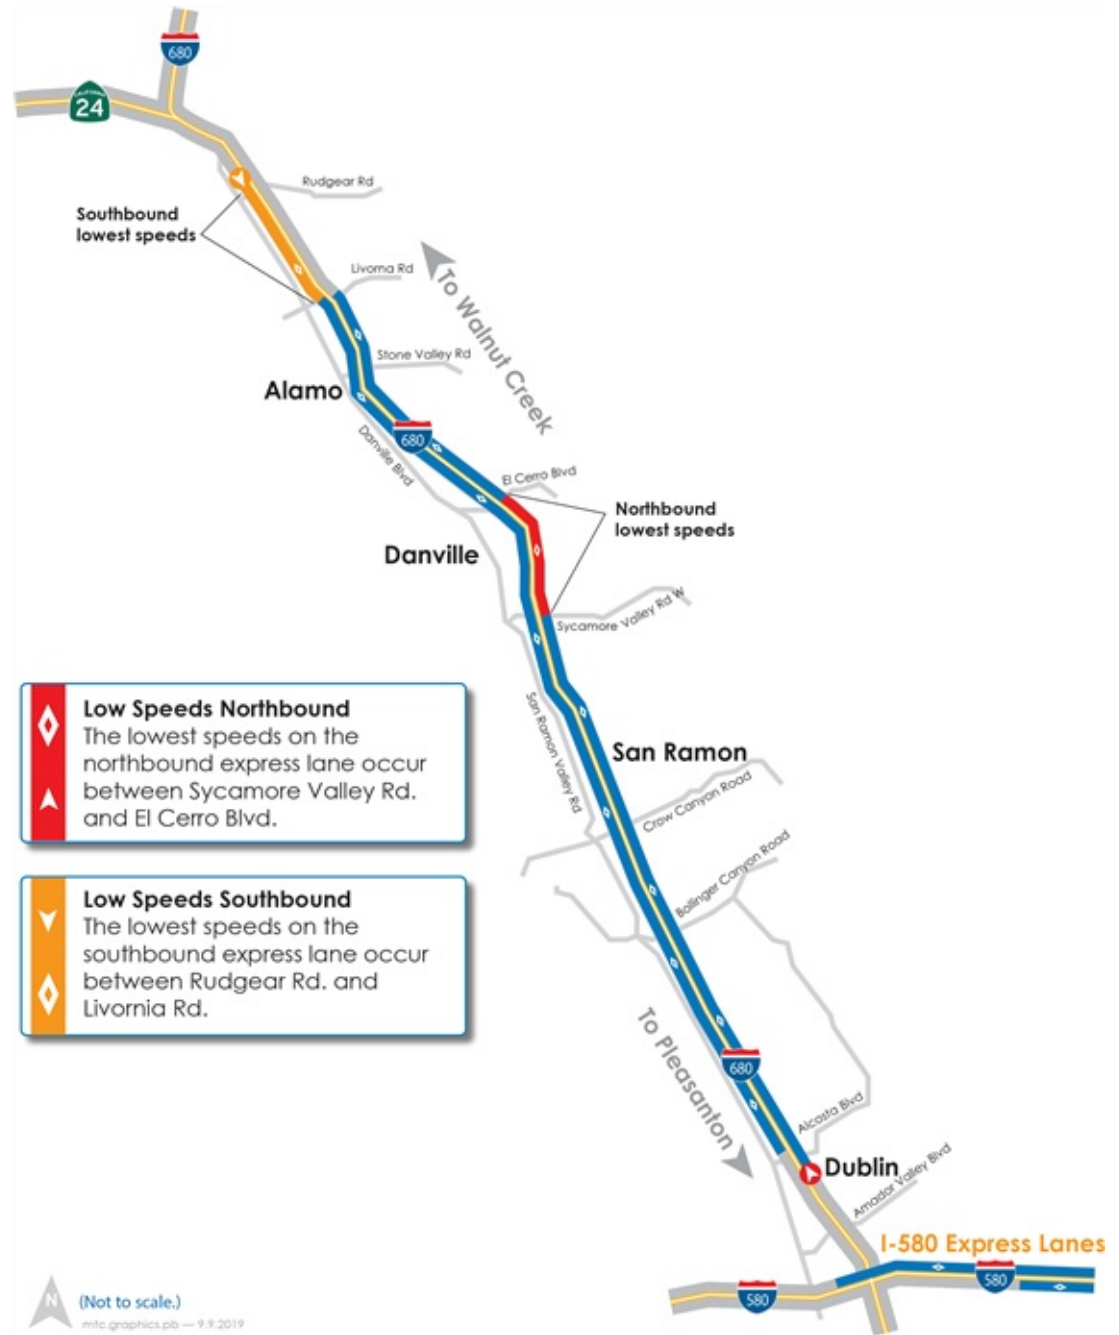 680
CALIFORNIA
24
Rudgear Rd
Southbound
lowest speeds
Livorna Rd
To Walnut Creek
Stone Valley Rd
Alamo
680
Danville Blvd
El Cerro Blvd
Northbound
lowest speeds
Danville
Sycamore Valley Rd W
Low Speeds Northbound
The lowest speeds on the
northbound express lane occur
between Sycamore Valley Rd.
and El Cerro Blvd.
San Ramon Valley Rd
San Ramon
Crow Canyon Road
Bollinger Canyon Road
Low Speeds Southbound
The lowest speeds on the
southbound express lane occur
between Rudgear Rd. and
Livornia Rd.
To Pleasanton
680
Alcosta Blvd
Dublin
Amador Valley Blvd
I-580 Express Lanes
580
580
N
(Not to scale.)
mtc.graphics.pb — 9.9.2019